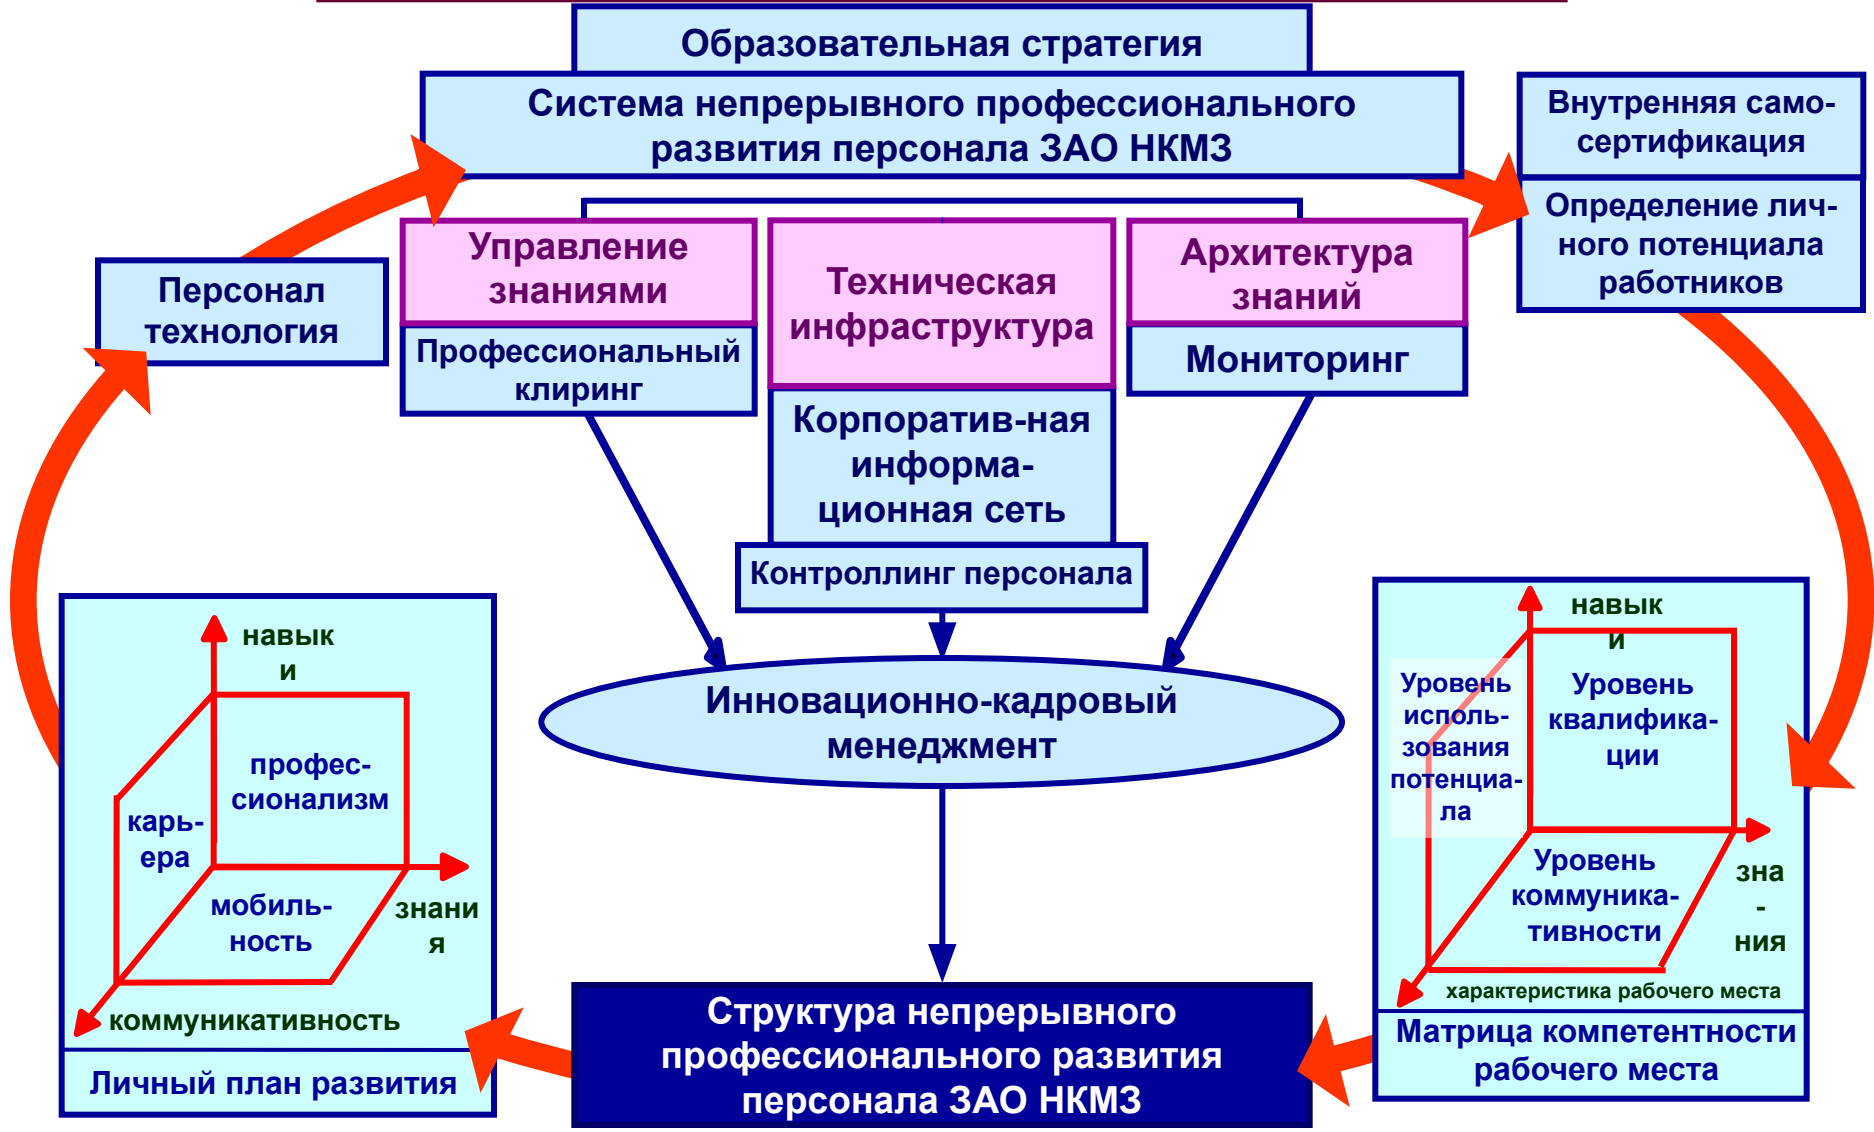 Образовательная стратегия
Система непрерывного профессионального
развития персонала ЗАО НКМЗ
Внутренняя само-
сертификация
Определение лич-
ного потенциала
работников
Персонал
технология
Управление
знаниями
Профессиональный
клиринг
Техническая
инфраструктура
Корпоратив-ная
информа-
ционная сеть
Контроллинг персонала
Архитектура
знаний
Мониторинг
Инновационно-кадровый
менеджмент
навык
и
профес-
сионализм
карь-
ера
мобиль-
ность
знани
я
коммуникативность
Личный план развития
Структура непрерывного
профессионального развития
персонала ЗАО НКМЗ
навык
и
Уровень
исполь-
зования
потенциа-
ла
Уровень
квалифика-
ции
Уровень
коммуника-
тивности
зна
-
ния
характеристика рабочего места
Матрица компетентности
рабочего места